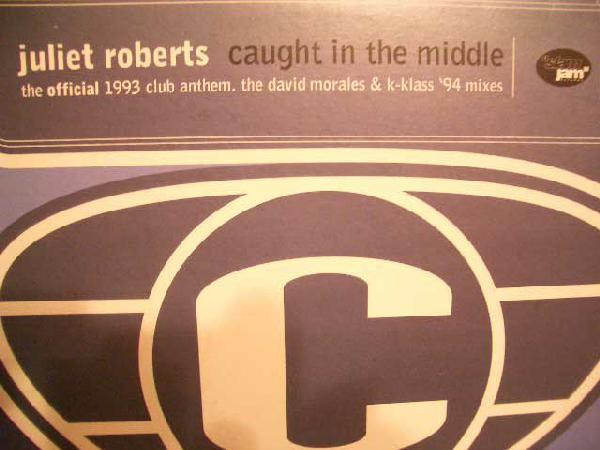 juliet roberts caught in the middle
the official 1993 club anthem. the david morales & k-klass '94 mixes
jam
C